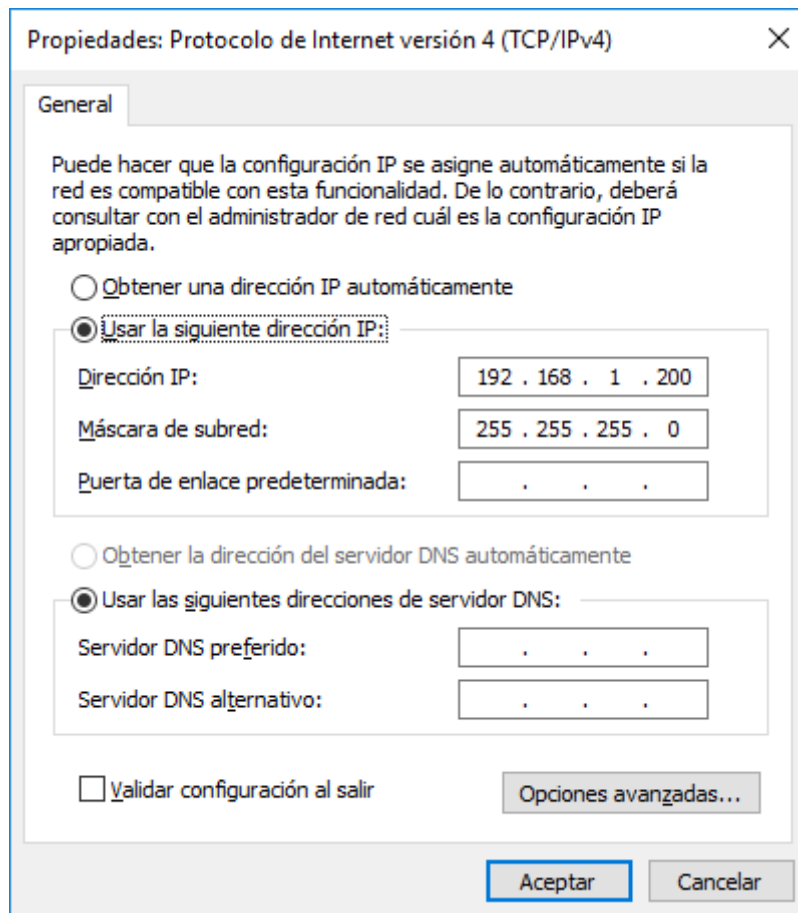 Propiedades: Protocolo de Internet versión 4 (TCP/IPv4)
General
Puede hacer que la configuración IP se asigne automáticamente si la
red es compatible con esta funcionalidad. De lo contrario, deberá
consultar con el administrador de red cuál es la configuración IP
apropiada.
Obtener una dirección IP automáticamente
Usar la siguiente dirección IP:
Dirección IP: 192 . 168 . 1 . 200
Máscara de subred: 255 . 255 . 255 . 0
Puerta de enlace predeterminada: . . .
Obtener la dirección del servidor DNS automáticamente
Usar las siguientes direcciones de servidor DNS:
Servidor DNS preferido: . . .
Servidor DNS alternativo: . . .
Validar configuración al salir Opciones avanzadas...
Aceptar Cancelar